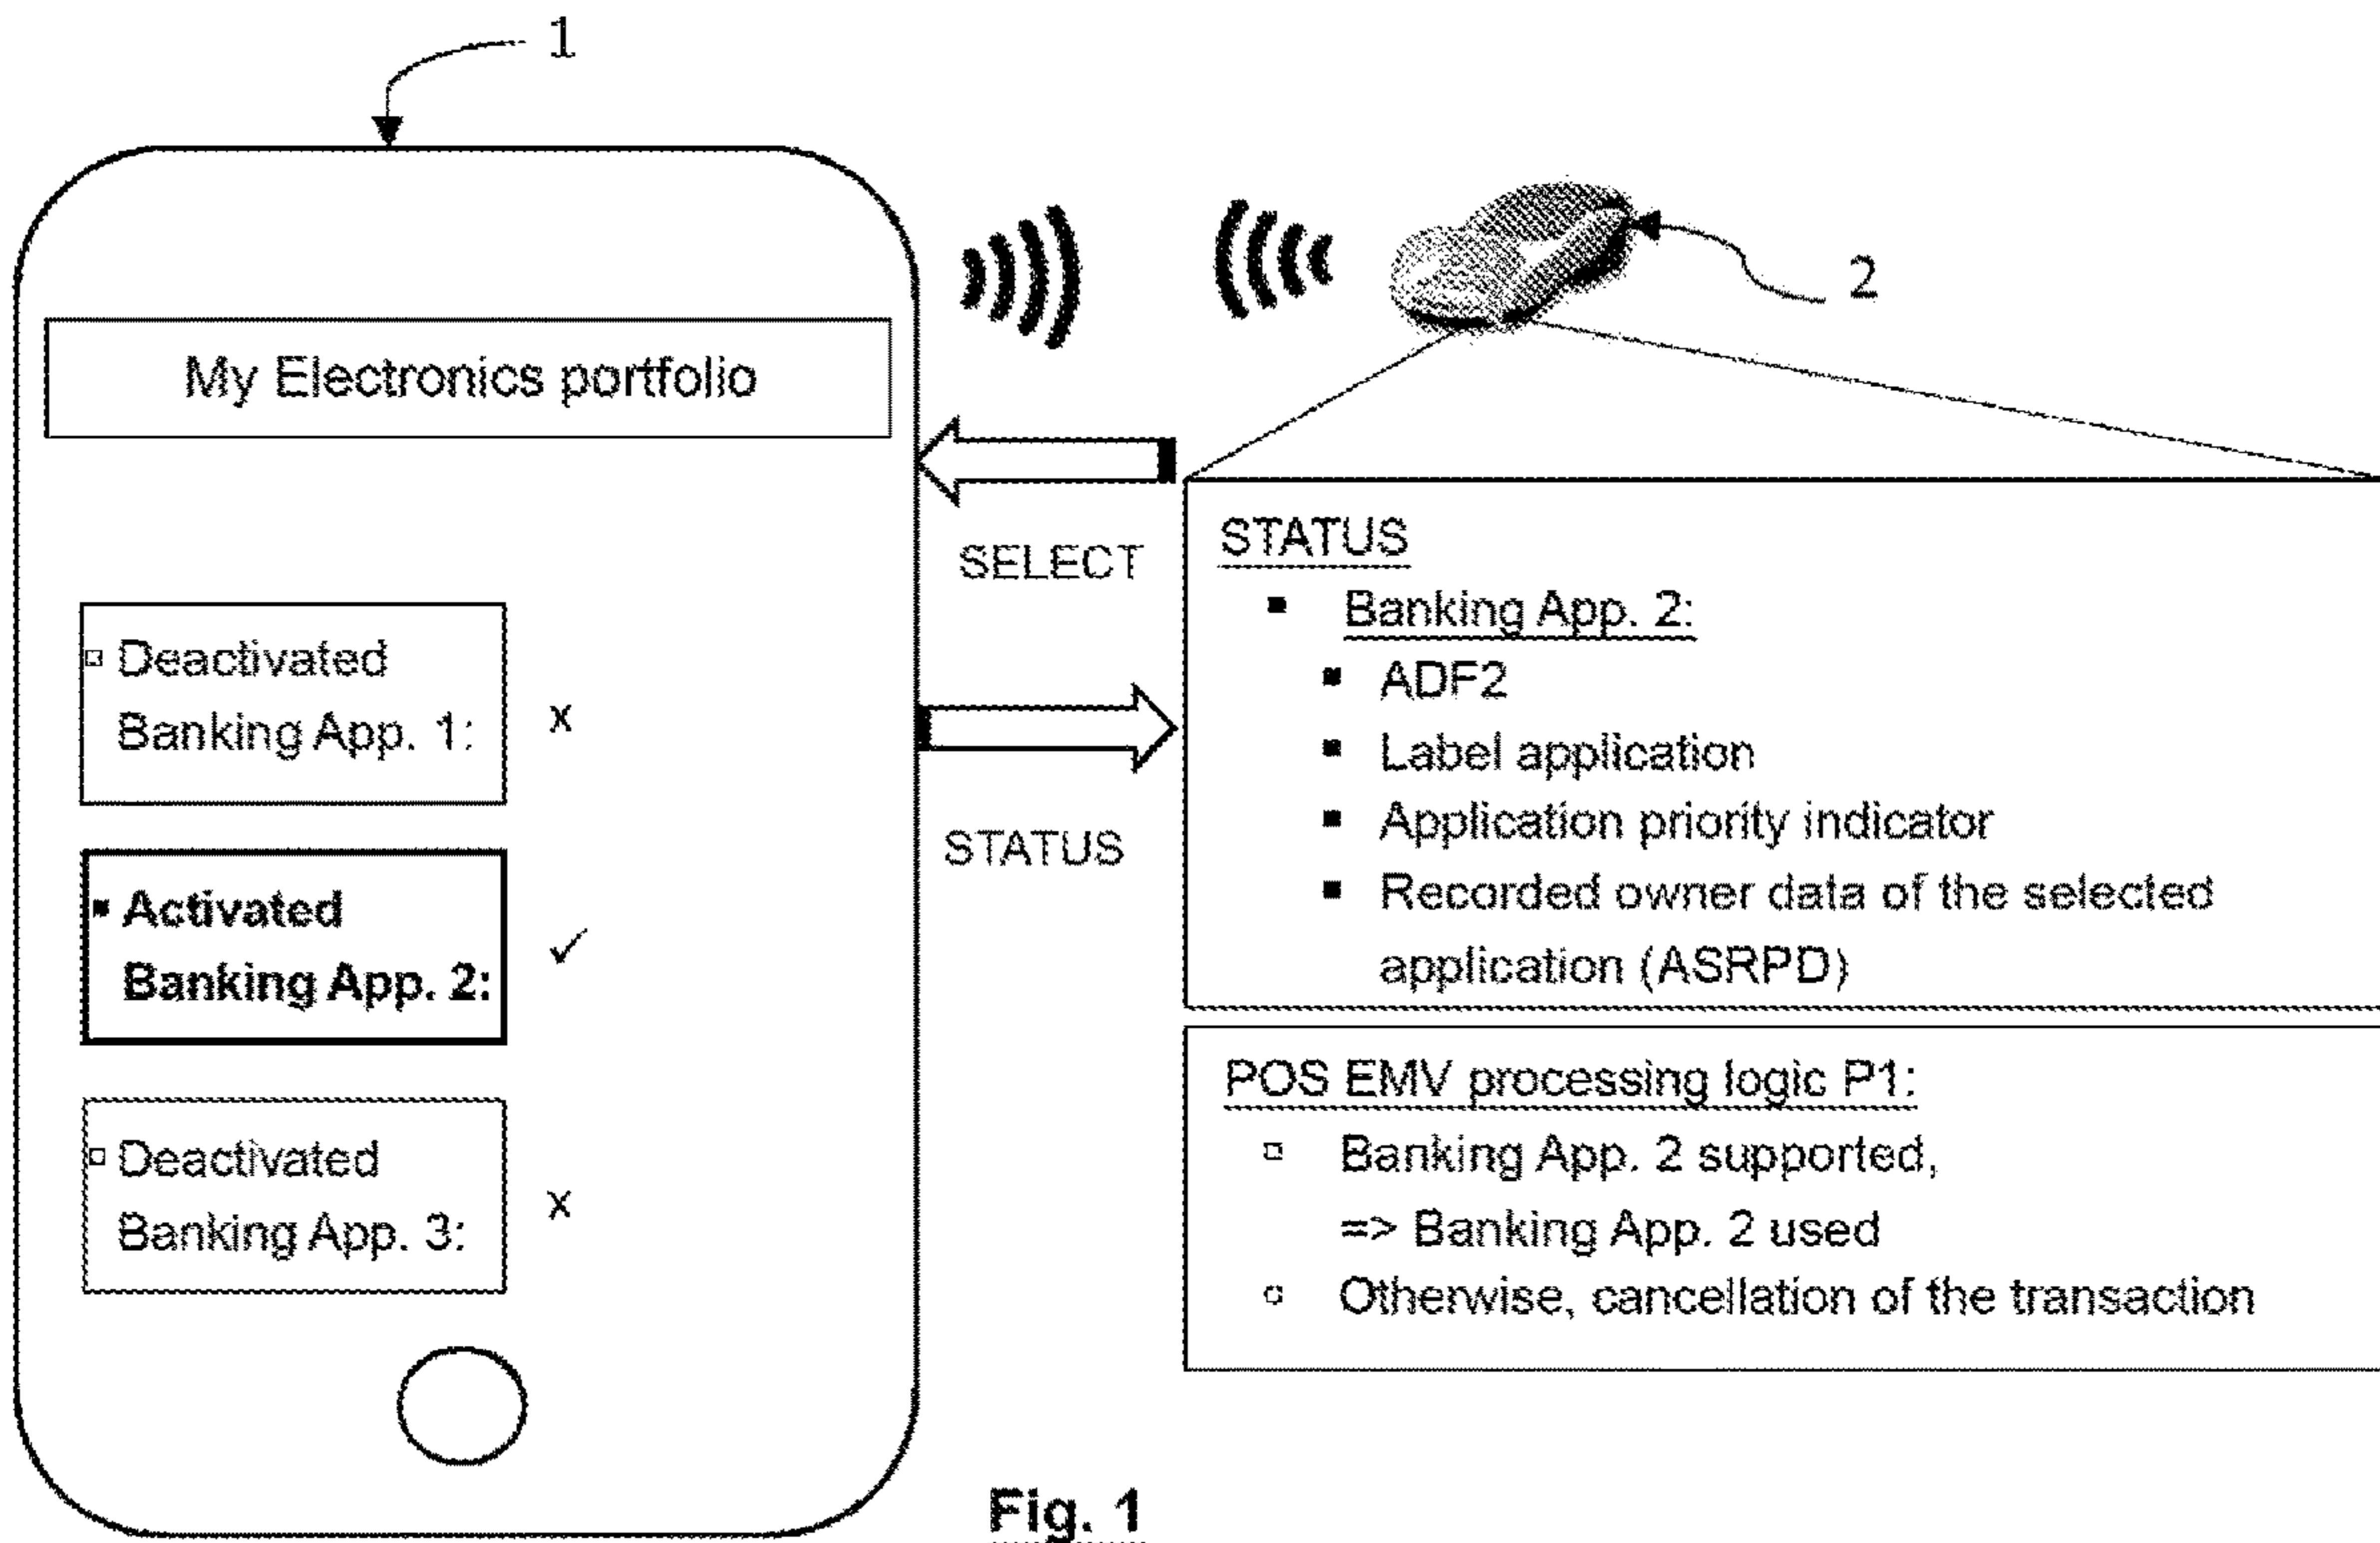 1
2
My Electronics portfolio
▫ Deactivated
Banking App. 1:
x
▪ Activated
Banking App. 2:
✓
▫ Deactivated
Banking App. 3:
x
SELECT
STATUS
STATUS
▪ Banking App. 2:
▪ ADF2
▪ Label application
▪ Application priority indicator
▪ Recorded owner data of the selected
application (ASRPD)
POS EMV processing logic P1:
▫ Banking App. 2 supported,
=> Banking App. 2 used
▫ Otherwise, cancellation of the transaction
Fig. 1